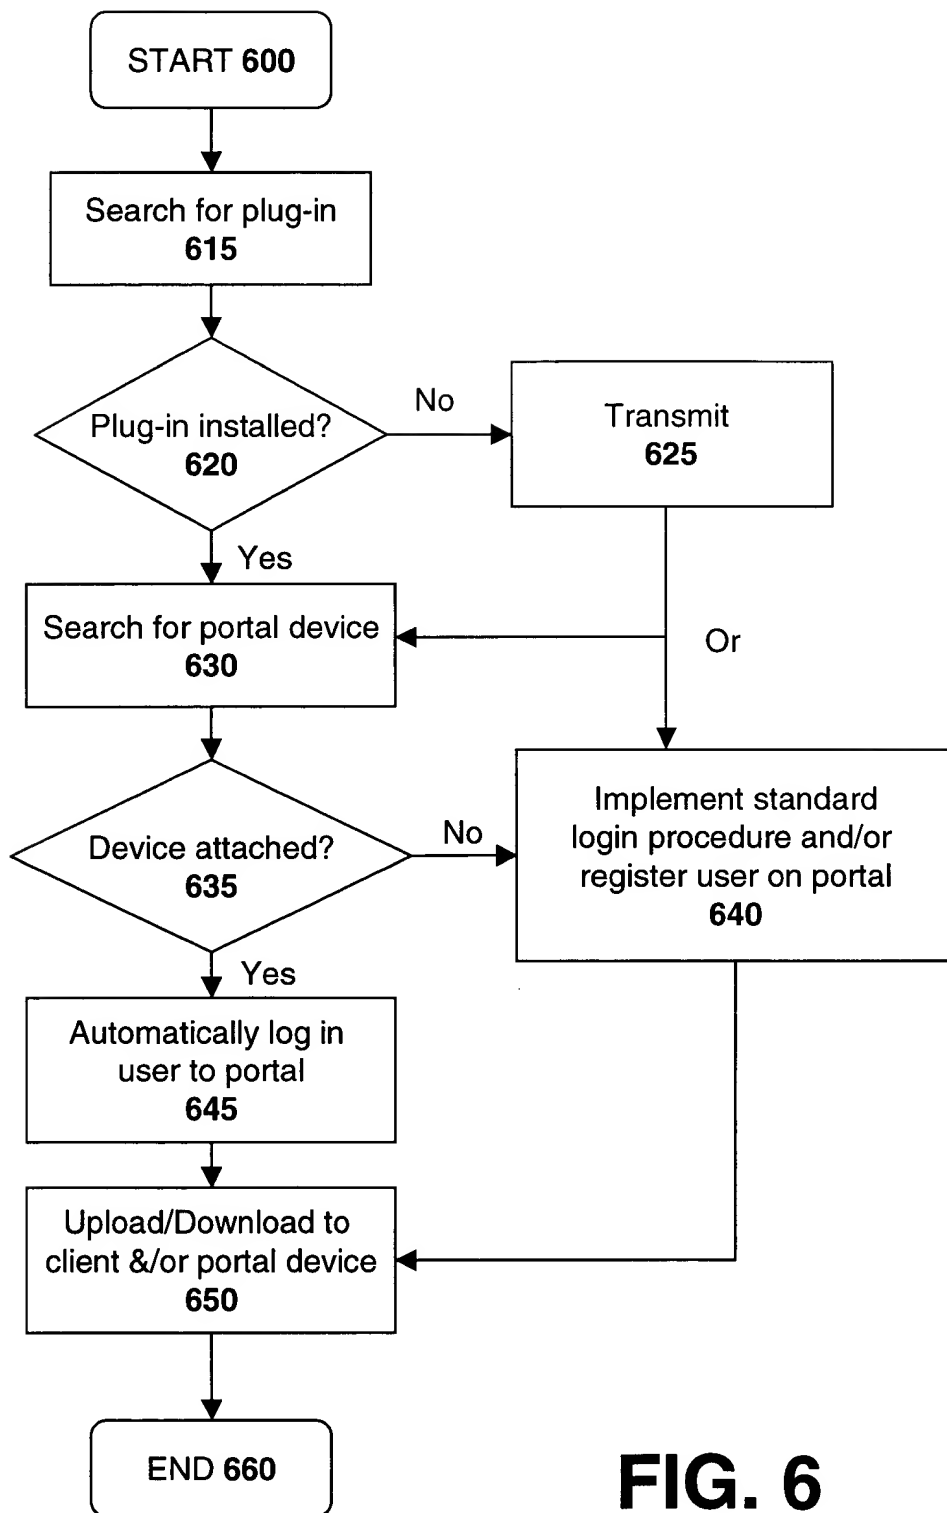 START 600
Search for plug-in
615
Plug-in installed?
620
No
Transmit
625
Yes
Search for portal device
630
Or
Device attached?
635
No
Implement standard
login procedure and/or
register user on portal
640
Yes
Automatically log in
user to portal
645
Upload/Download to
client &/or portal device
650
END 660
FIG. 6